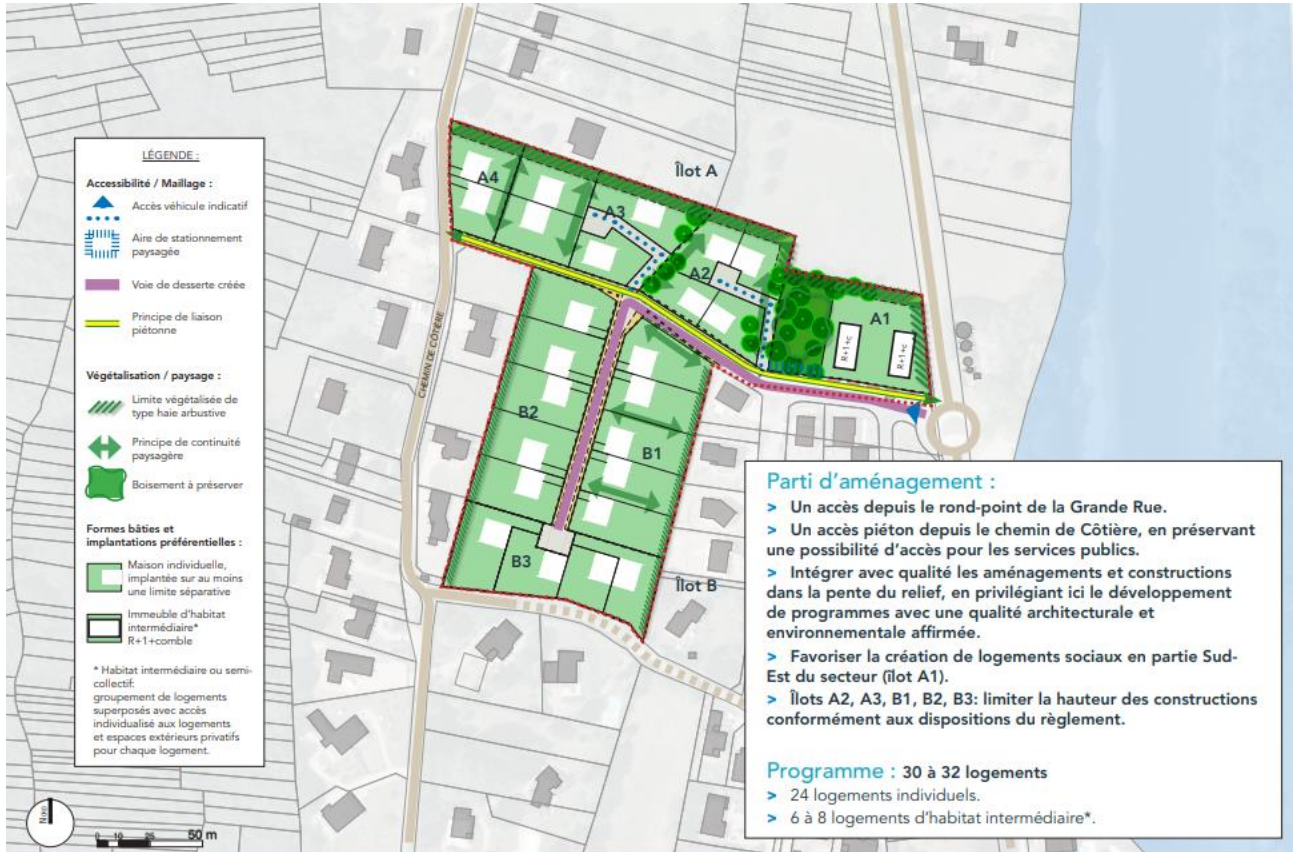 LÉGENDE :
Accessibilité / Maillage :
Accès véhicule indicatif
Aire de stationnement
paysagée
Voie de desserte créée
Principe de liaison
piétonne
Végétalisation / paysage :
Limite végétalisée de
type haie arbustive
Principe de continuité
paysagère
Boisement à préserver
Formes bâties et
implantations préférentielles :
Maison individuelle,
implantée sur au moins
une limite séparative
Immeuble d'habitat
intermédiaire*
R+1+comble
* Habitat intermédiaire ou semi-
collectif:
groupement de logements
superposés avec accès
individualisé aux logements
et espaces extérieurs privatifs
pour chaque logement.
Nord
0 10 25 50 m
CHEMIN DE CÔTIÈRE
Îlot A
A4
A3
A2
A1
R+1+c
R+1+c
B2
B1
B3
Îlot B
Parti d'aménagement :
> Un accès depuis le rond-point de la Grande Rue.
> Un accès piéton depuis le chemin de Côtière, en préservant
une possibilité d'accès pour les services publics.
> Intégrer avec qualité les aménagements et constructions
dans la pente du relief, en privilégiant ici le développement
de programmes avec une qualité architecturale et
environnementale affirmée.
> Favoriser la création de logements sociaux en partie Sud-
Est du secteur (îlot A1).
> Îlots A2, A3, B1, B2, B3: limiter la hauteur des constructions
conformément aux dispositions du règlement.
Programme : 30 à 32 logements
> 24 logements individuels.
> 6 à 8 logements d'habitat intermédiaire*.